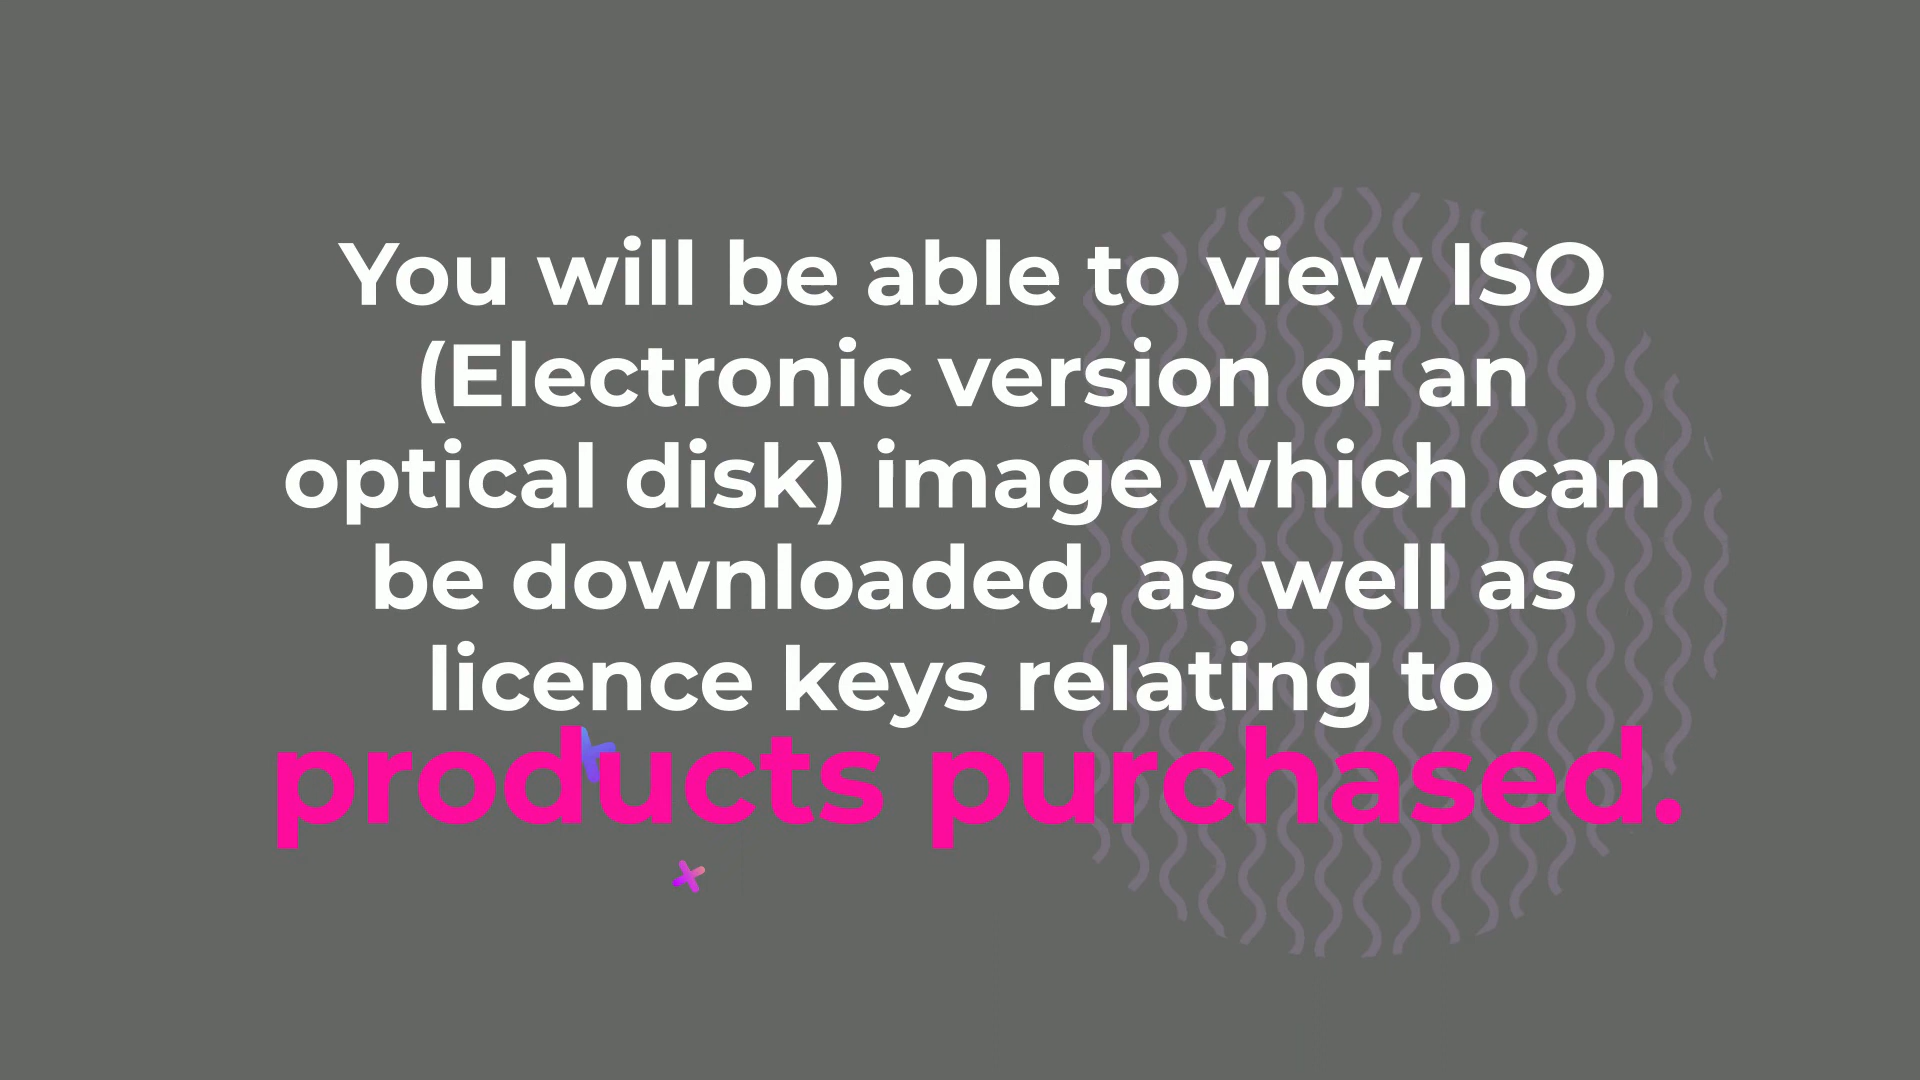 You will be able to view ISO
(Electronic version of an
optical disk) image which can
be downloaded, as well as
licence keys relating to
products purchased.